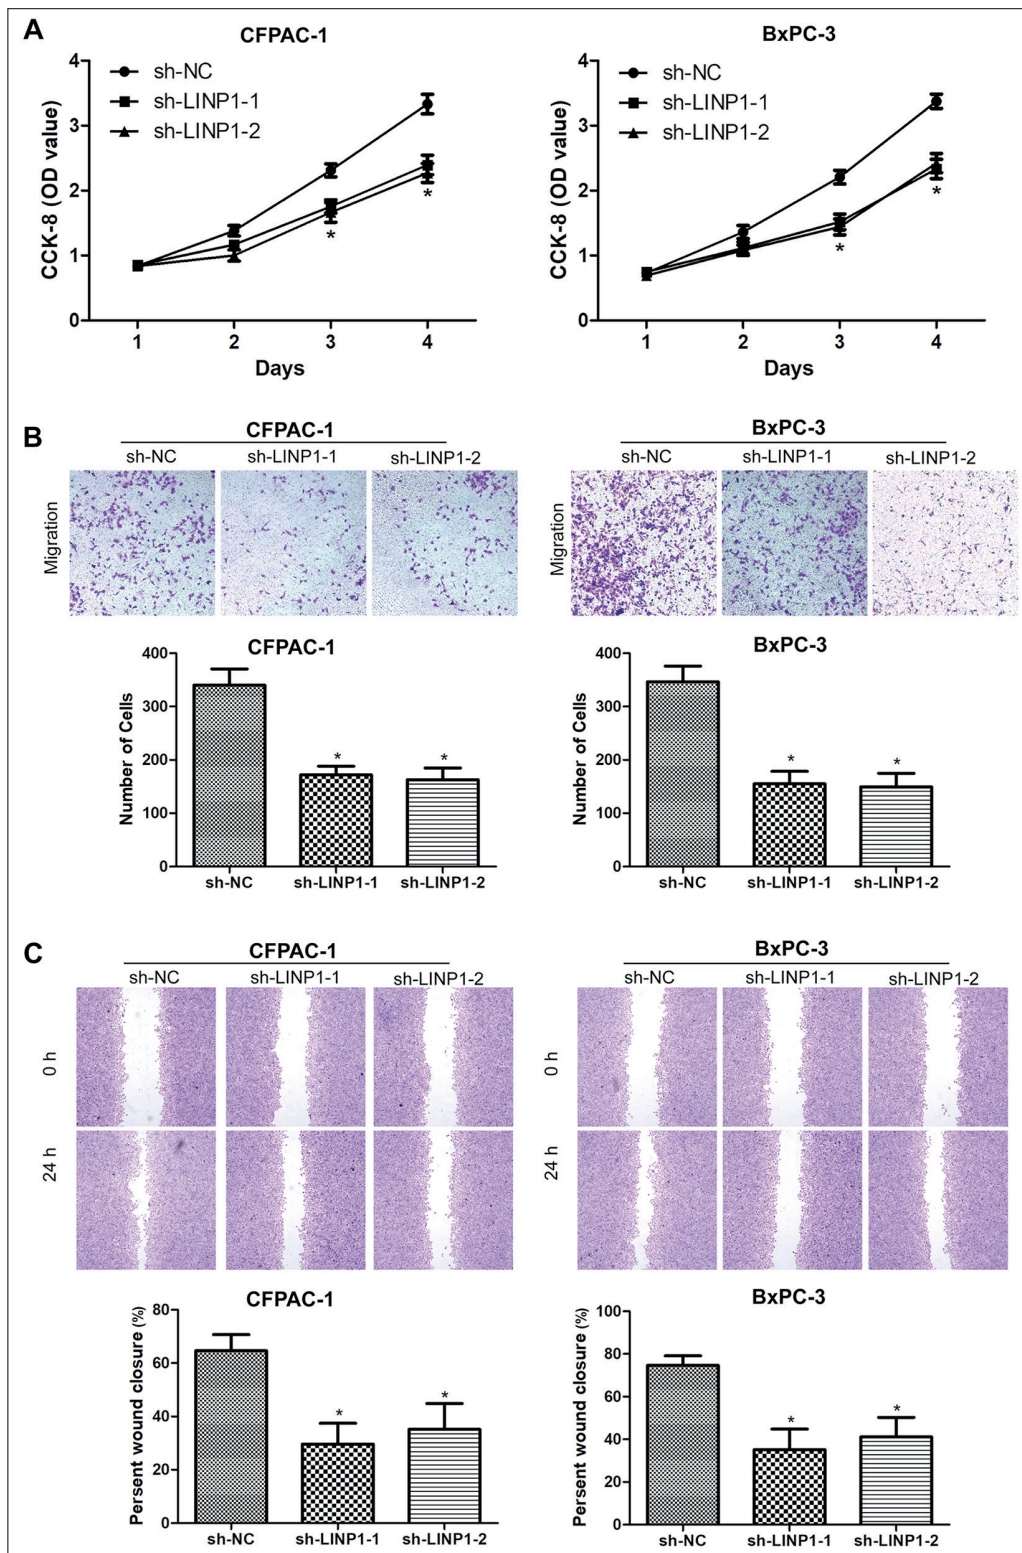 A
CFPAC-1
BxPC-3
4
3
2
1
0
CCK-8 (OD value)
sh-NC
sh-LINP1-1
sh-LINP1-2
*
*
1 2 3 4
Days
4
3
2
1
0
CCK-8 (OD value)
sh-NC
sh-LINP1-1
sh-LINP1-2
*
*
1 2 3 4
Days
B
CFPAC-1
sh-NC sh-LINP1-1 sh-LINP1-2
Migration
BxPC-3
sh-NC sh-LINP1-1 sh-LINP1-2
Migration
CFPAC-1
400
300
200
100
0
Number of Cells
* *
sh-NC sh-LINP1-1 sh-LINP1-2
BxPC-3
400
300
200
100
0
Number of Cells
* *
sh-NC sh-LINP1-1 sh-LINP1-2
C
CFPAC-1
sh-NC sh-LINP1-1 sh-LINP1-2
0 h
24 h
BxPC-3
sh-NC sh-LINP1-1 sh-LINP1-2
0 h
24 h
CFPAC-1
80
60
40
20
0
Persent wound closure (%)
* *
sh-NC sh-LINP1-1 sh-LINP1-2
BxPC-3
100
80
60
40
20
0
Persent wound closure (%)
* *
sh-NC sh-LINP1-1 sh-LINP1-2